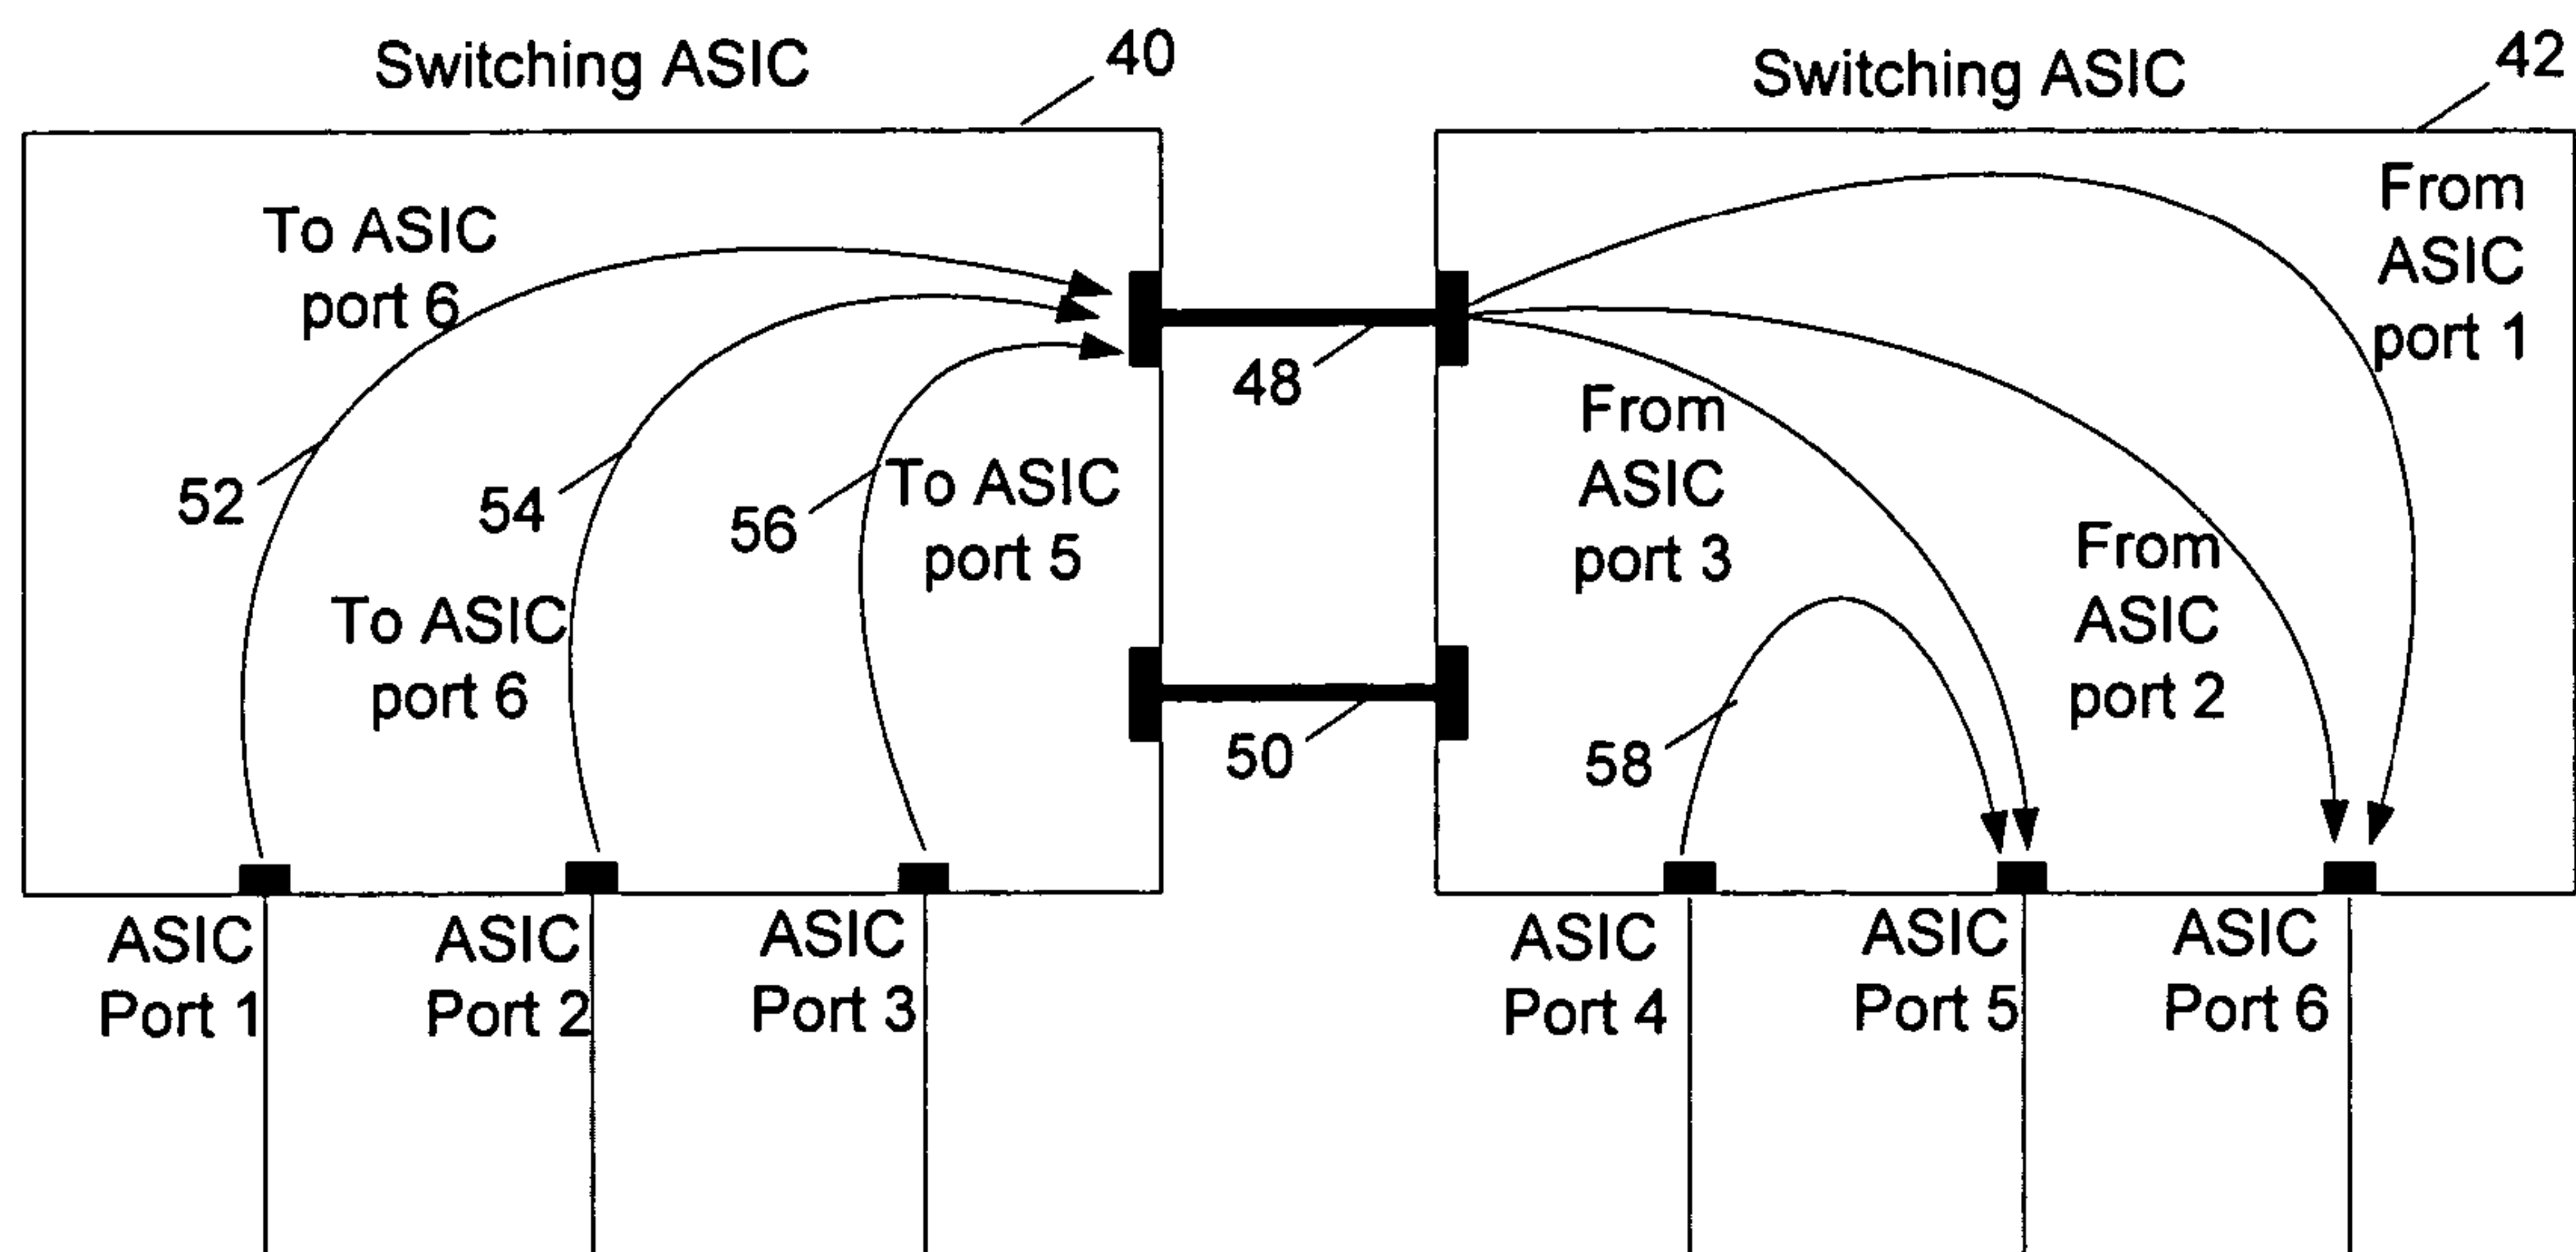 Switching ASIC
40
To ASIC
port 6
52
54
To ASIC
port 6
56
To ASIC
port 5
48
50
Switching ASIC
42
From
ASIC
port 1
From
ASIC
port 3
From
ASIC
port 2
58
ASIC
Port 1
ASIC
Port 2
ASIC
Port 3
ASIC
Port 4
ASIC
Port 5
ASIC
Port 6